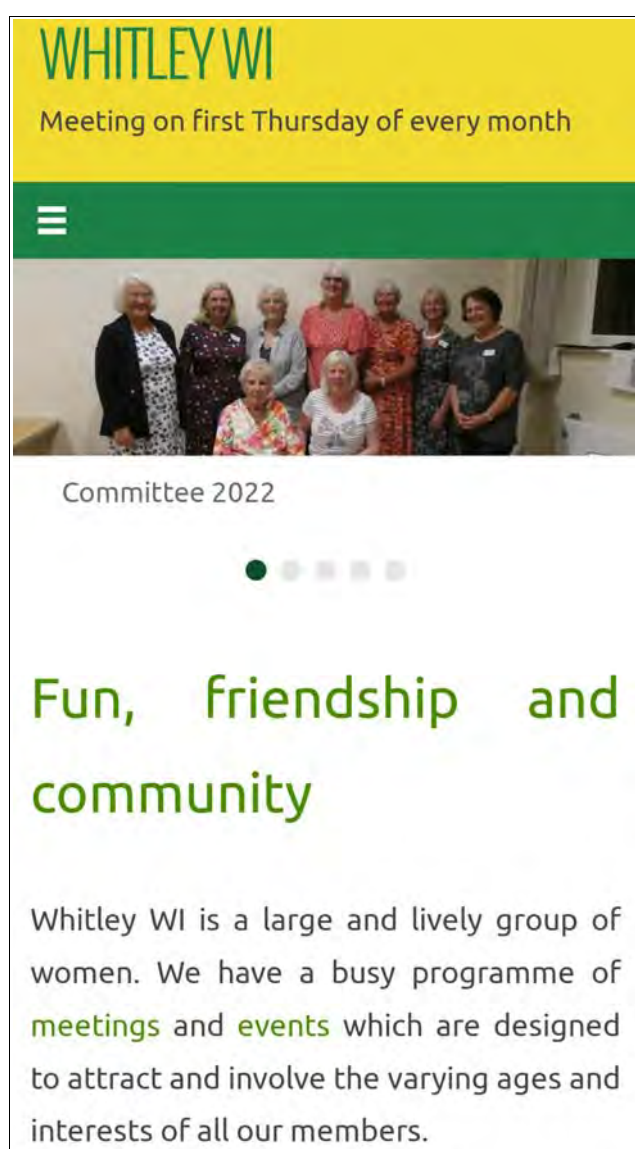 WHITLEY WI
Meeting on first Thursday of every month
Committee 2022
Fun, friendship and
community
Whitley WI is a large and lively group of
women. We have a busy programme of
meetings and events which are designed
to attract and involve the varying ages and
interests of all our members.